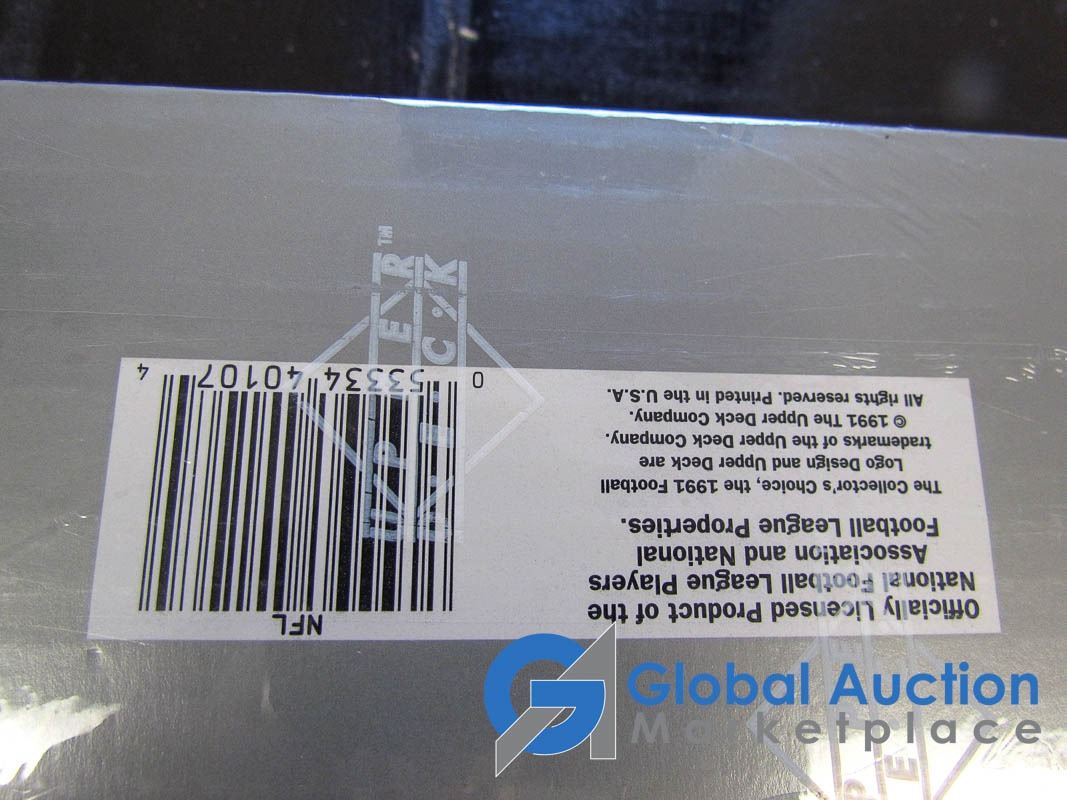 Officially Licensed Product of the
National Football League Players
Association and National
Football League Properties.
The Collector's Choice, the 1991 Football
Logo Design and Upper Deck are
trademarks of the Upper Deck Company.
© 1991 The Upper Deck Company.
All rights reserved. Printed in the U.S.A.
NFL
0 53334 40107 4
UPPER™
DECK
Global Auction
Marketplace